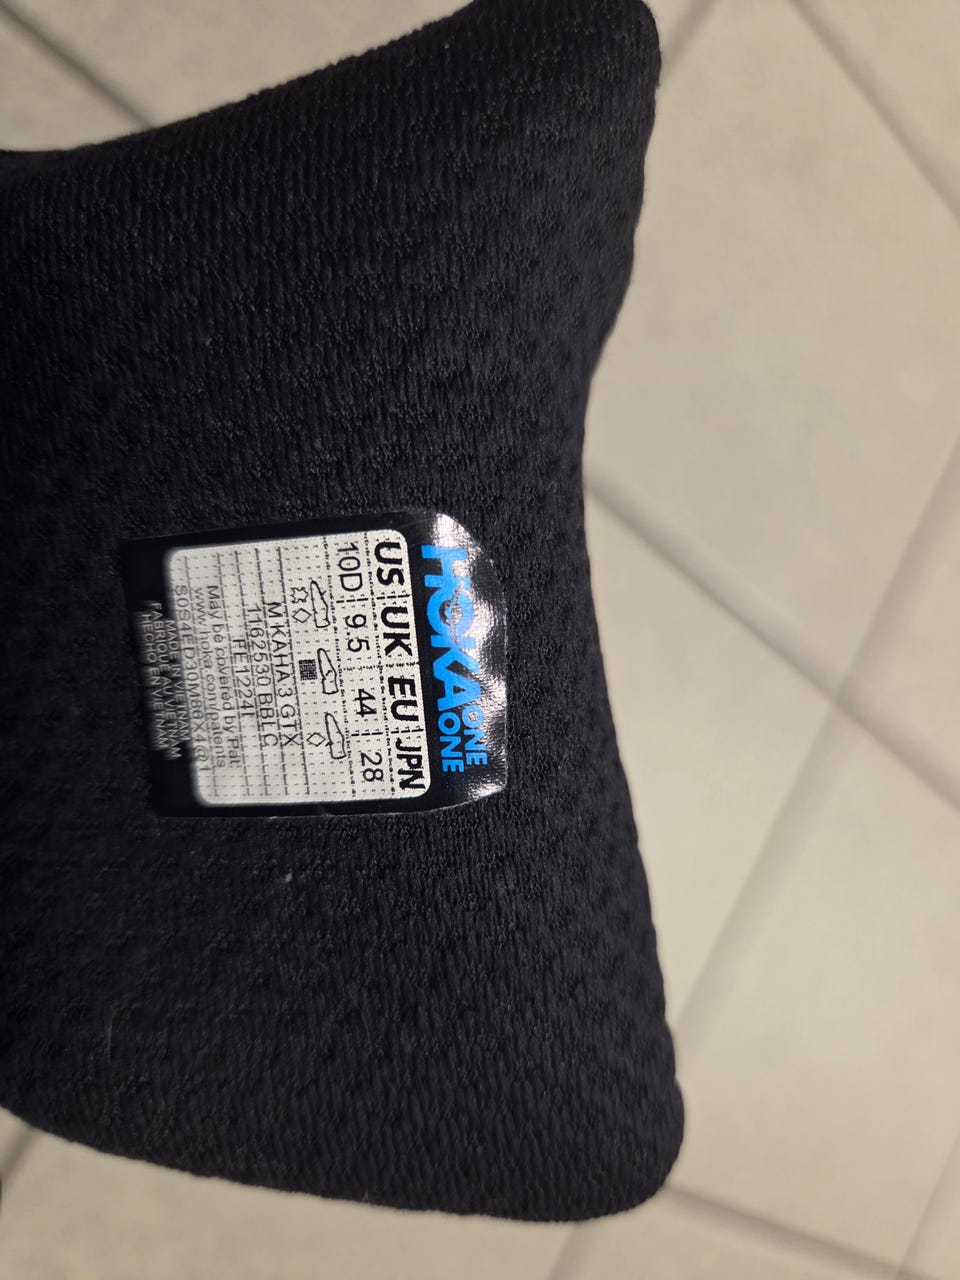 HOKA ONE ONE
US UK EU JPN
10D 9.5 44 28
M KAHA 3 GTX
1162530 BBLC
FE12241
May be covered by Pat:
www.hoka.com/patents
MADE IN VIETNAM
FABRIQUÉ AU VIETNAM
HECHO EN VIETNAM